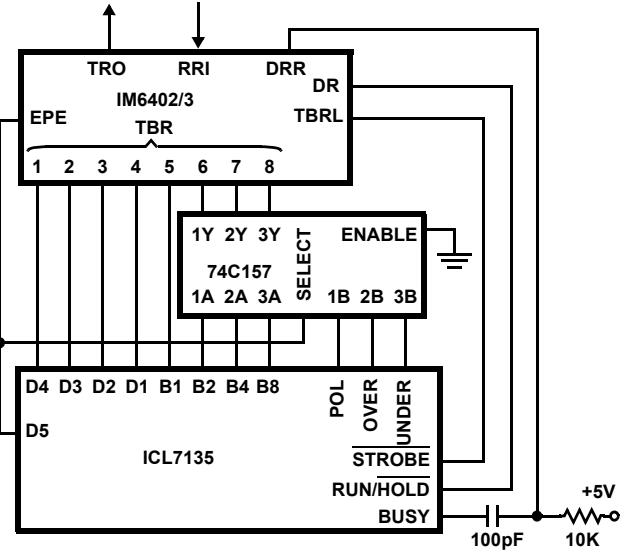 TRO RRI DRR
DR
IM6402/3
EPE TBRL
TBR
1 2 3 4 5 6 7 8
1Y 2Y 3Y SELECT ENABLE
74C157
1A 2A 3A 1B 2B 3B
D4 D3 D2 D1 B1 B2 B4 B8 POL OVER UNDER
D5
ICL7135 STROBE
RUN/HOLD
+5V
BUSY
100pF 10K